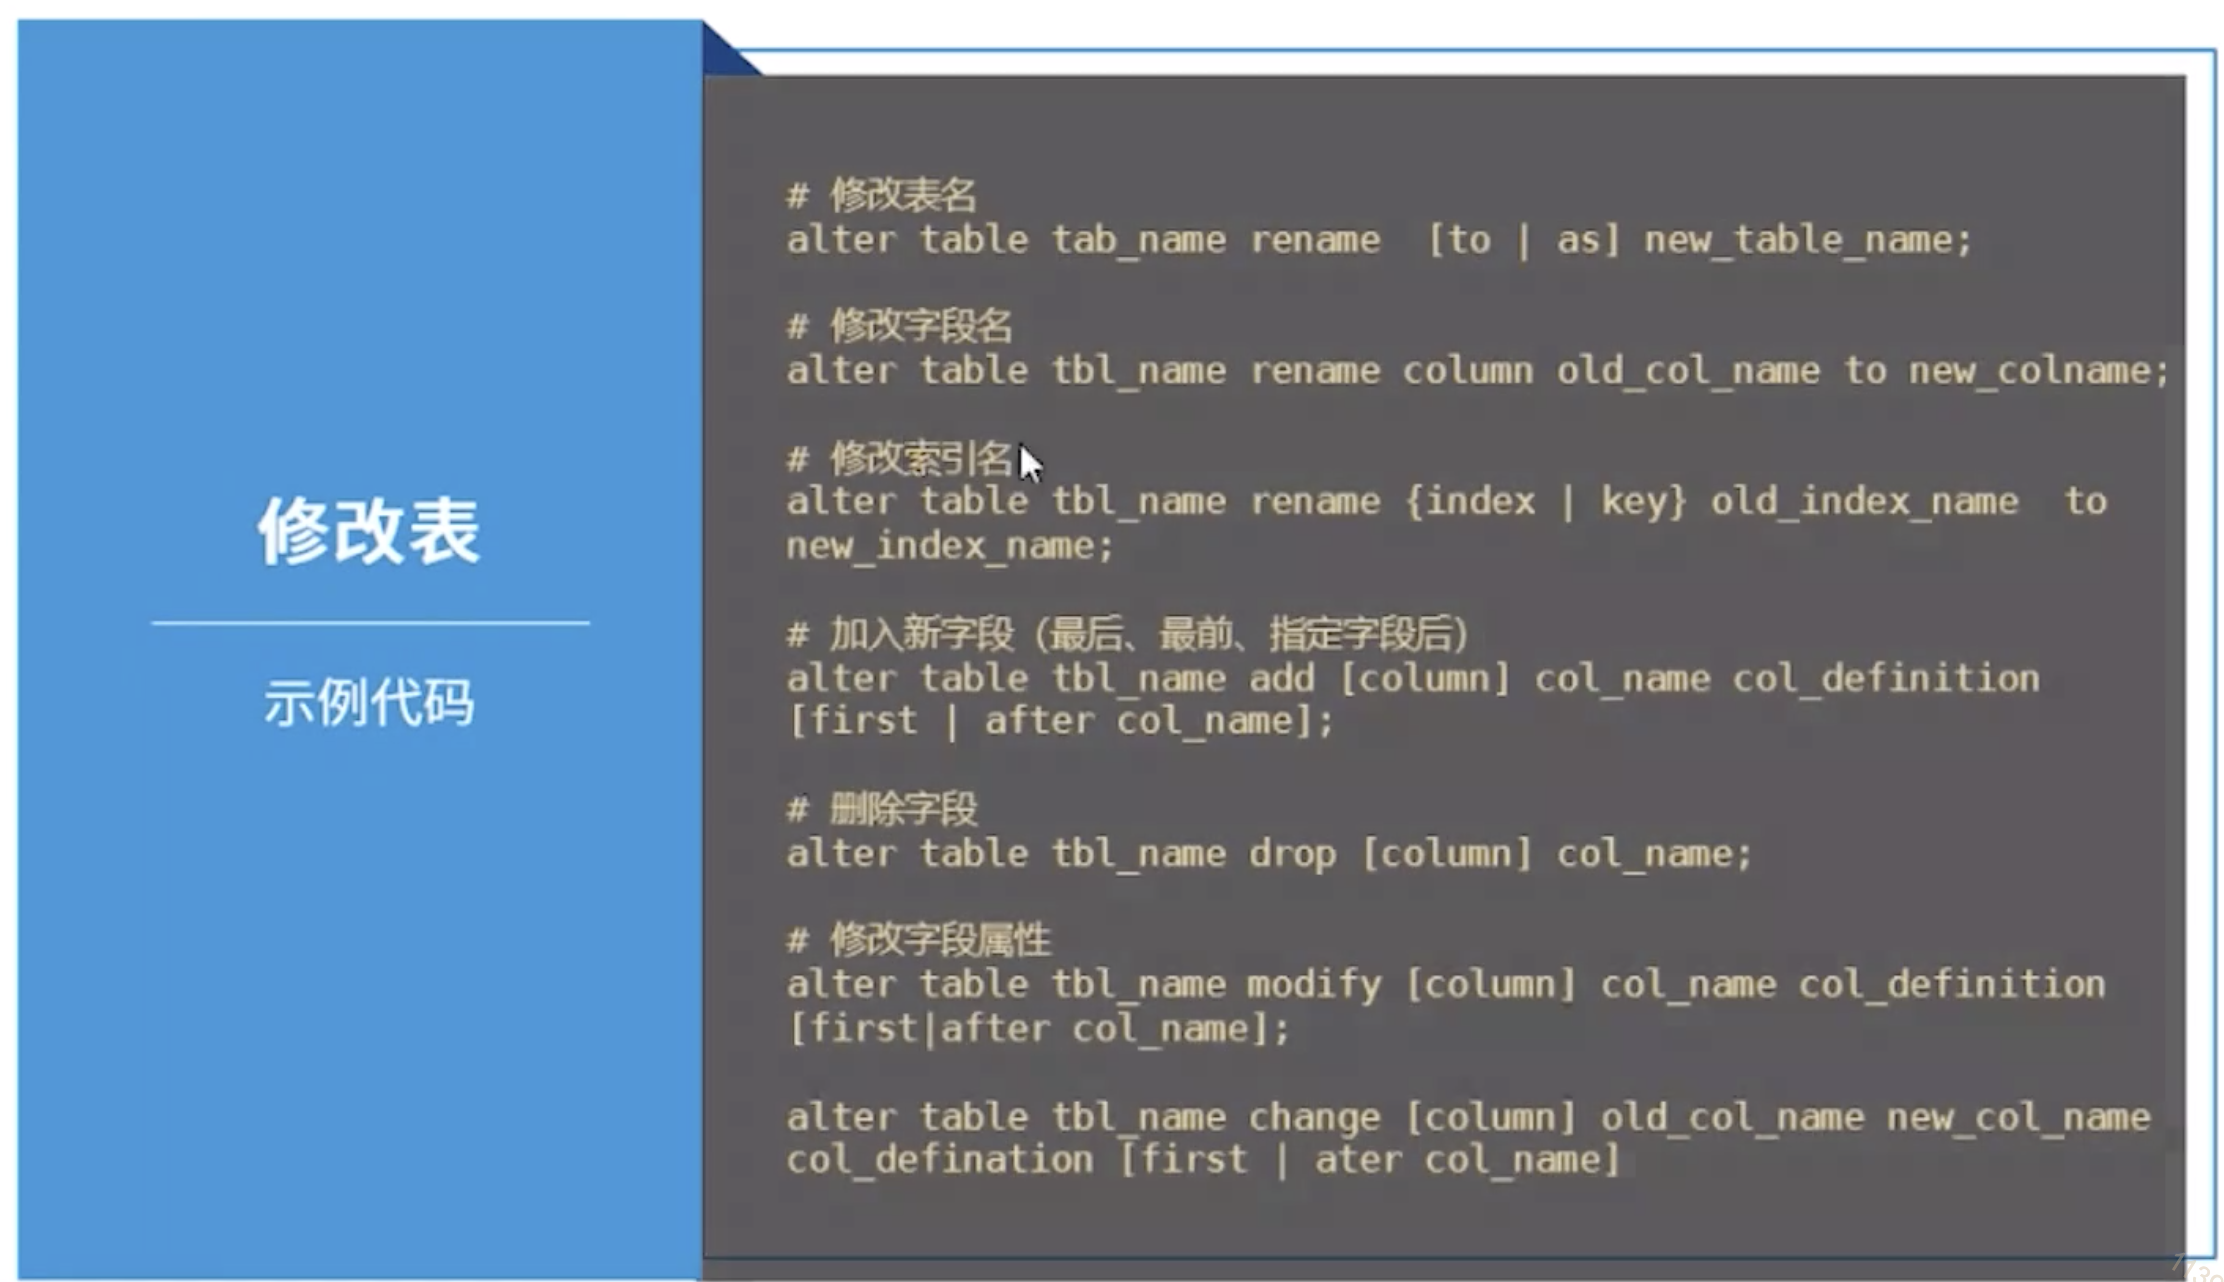 修改表
示例代码
# 修改表名
alter table tab_name rename  [to | as] new_table_name;
# 修改字段名
alter table tbl_name rename column old_col_name to new_colname;
# 修改索引名
alter table tbl_name rename {index | key} old_index_name  to
new_index_name;
# 加入新字段（最后、最前、指定字段后）
alter table tbl_name add [column] col_name col_definition
[first | after col_name];
# 删除字段
alter table tbl_name drop [column] col_name;
# 修改字段属性
alter table tbl_name modify [column] col_name col_definition
[first|after col_name];
alter table tbl_name change [column] old_col_name new_col_name
col_defination [first | ater col_name]